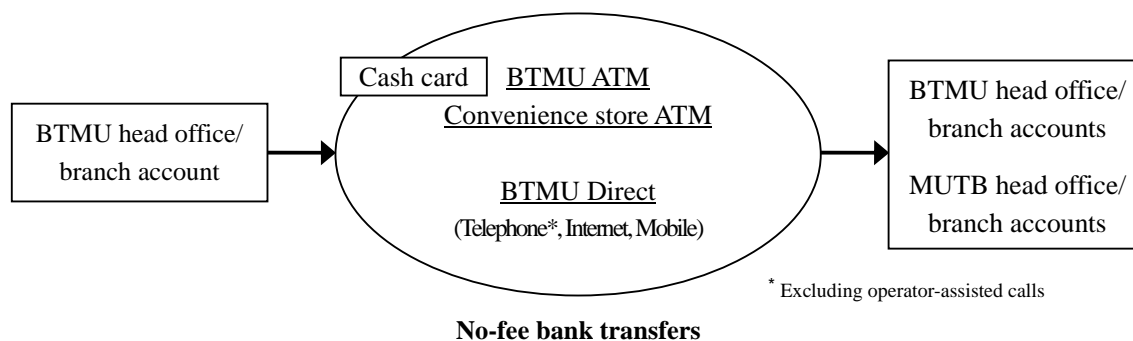 BTMU head office/
branch account
Cash card
BTMU ATM
Convenience store ATM
BTMU Direct
(Telephone*, Internet, Mobile)
BTMU head office/
branch accounts
MUTB head office/
branch accounts
* Excluding operator-assisted calls
No-fee bank transfers